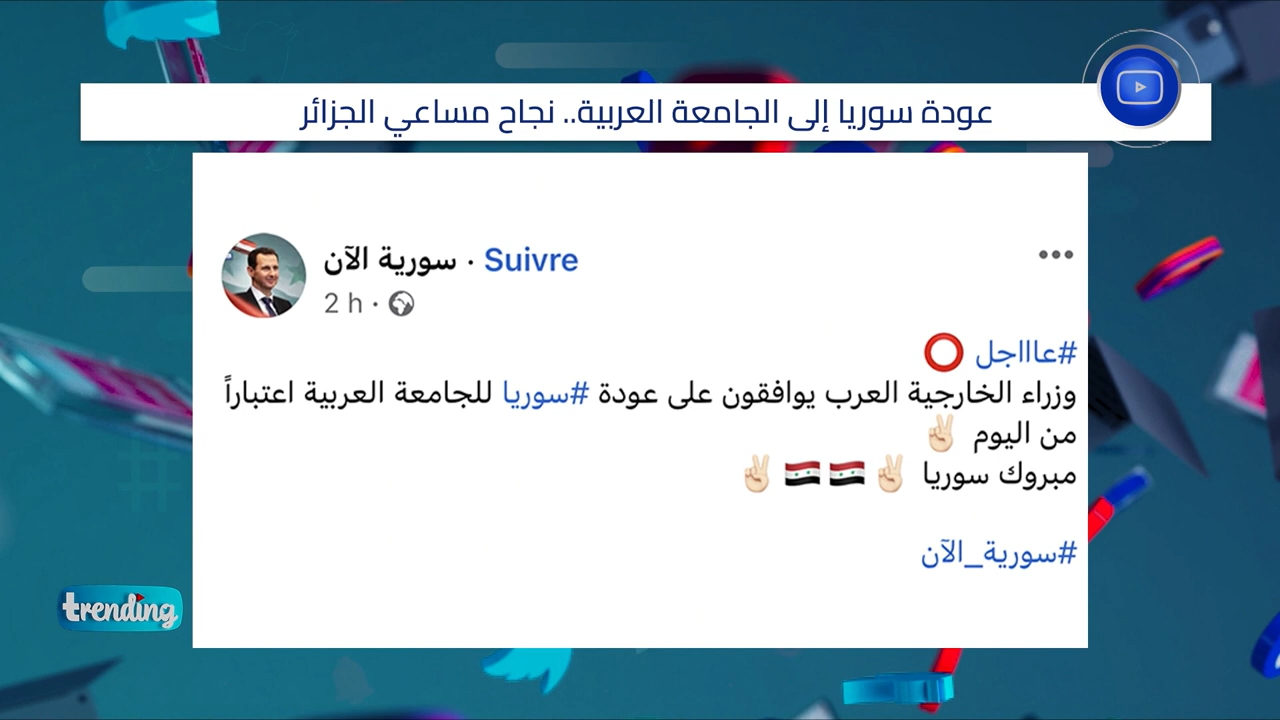 عودة سوريا إلى الجامعة العربية.. نجاح مساعي الجزائر
سورية الآن · Suivre
2 h ·
#عااااجل ⭕
وزراء الخارجية العرب يوافقون على عودة #سوريا للجامعة العربية اعتباراً
من اليوم ✌🏻
مبروك سوريا ✌🏻🇸🇾🇸🇾✌🏻
#سورية_الآن
trending